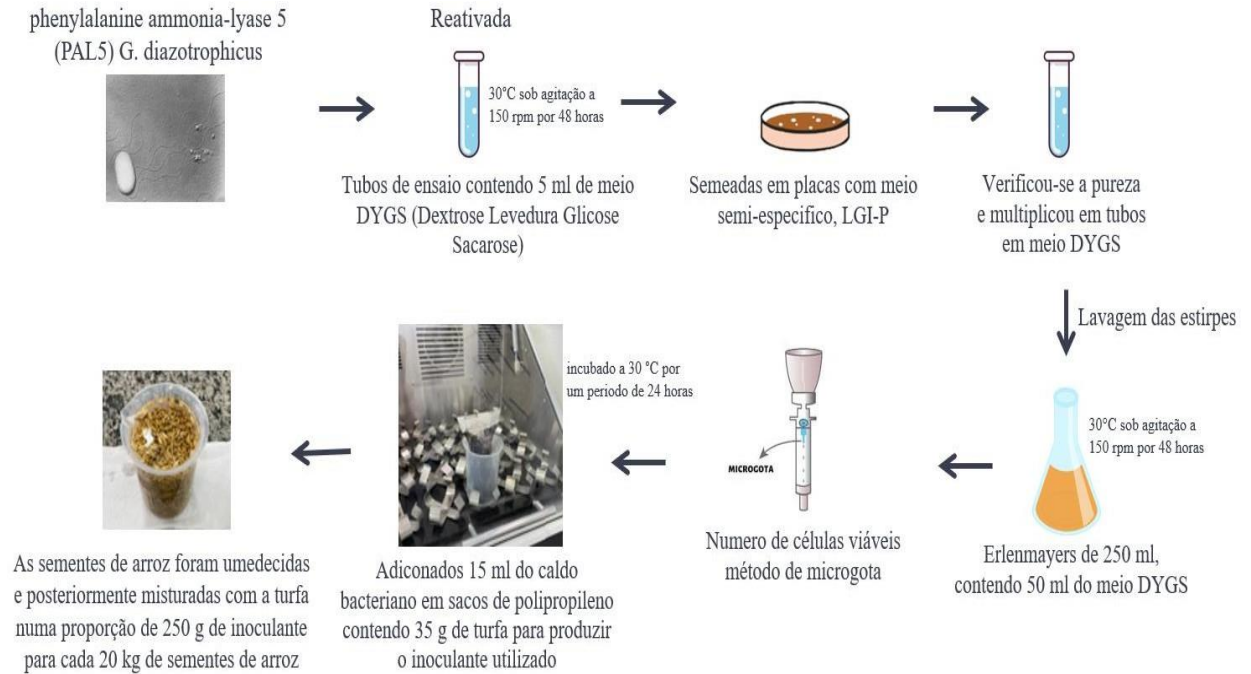 phenylalanine ammonia-lyase 5
(PAL5) G. diazotrophicus
Reativada
30°C sob agitação a
150 rpm por 48 horas
Tubos de ensaio contendo 5 ml de meio
DYGS (Dextrose Levedura Glicose
Sacarose)
Semeadas em placas com meio
semi-especifico, LGI-P
Verificou-se a pureza
e multiplicou em tubos
em meio DYGS
Lavagem das estirpes
30°C sob agitação a
150 rpm por 48 horas
Erlenmayers de 250 ml,
contendo 50 ml do meio DYGS
MICROGOTA
Numero de células viáveis
método de microgota
incubado a 30 °C por
um periodo de 24 horas
Adiconados 15 ml do caldo
bacteriano em sacos de polipropileno
contendo 35 g de turfa para produzir
o inoculante utilizado
As sementes de arroz foram umedecidas
e posteriormente misturadas com a turfa
numa proporção de 250 g de inoculante
para cada 20 kg de sementes de arroz